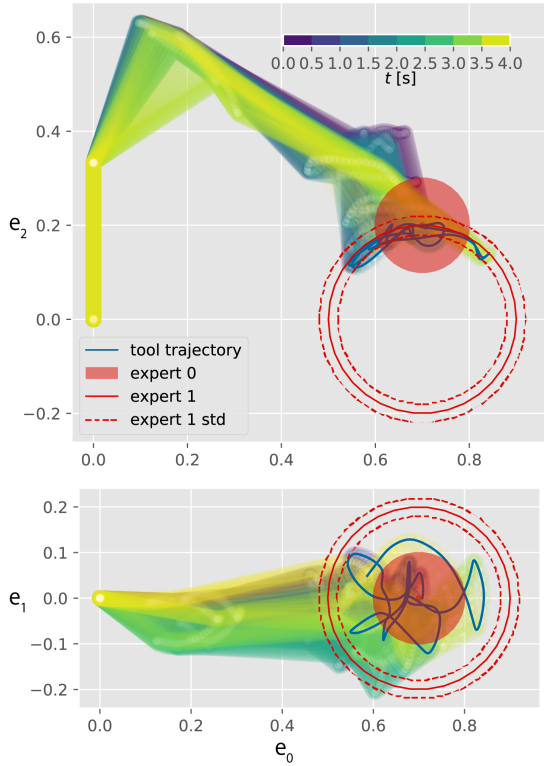 0.6
0.4
0.2
0.0
−0.2
e2
0.0 0.5 1.0 1.5 2.0 2.5 3.0 3.5 4.0
t [s]
tool trajectory
expert 0
expert 1
expert 1 std
0.0 0.2 0.4 0.6 0.8
0.2
0.1
0.0
−0.1
−0.2
e1
0.0 0.2 0.4 0.6 0.8
e0